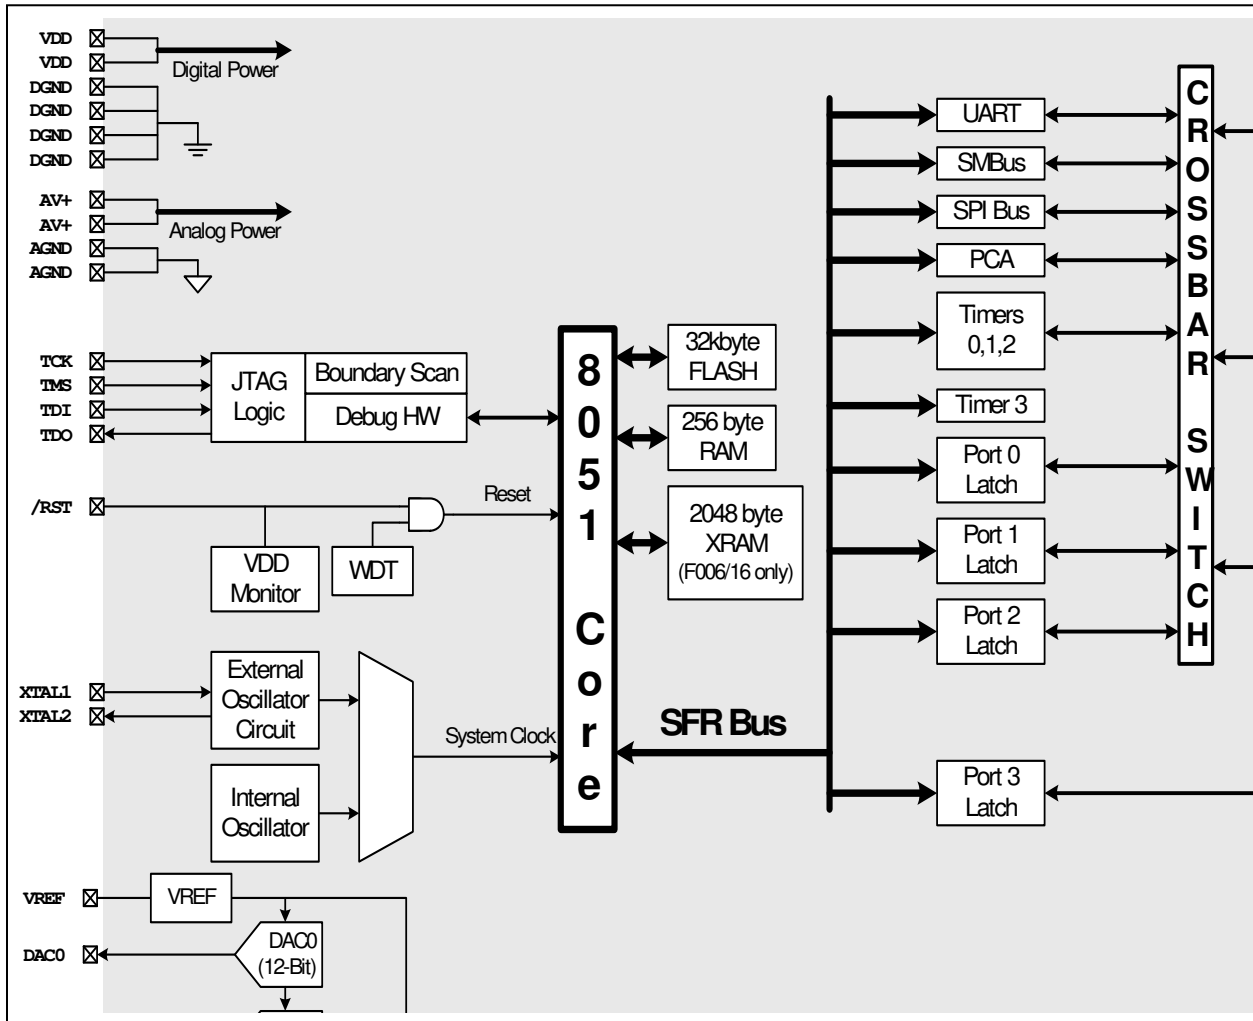 VDD
VDD
Digital Power
DGND
DGND
DGND
DGND
AV+
AV+
Analog Power
AGND
AGND
TCK
TMS
TDI
TDO
JTAG
Logic
Boundary Scan
Debug HW
/RST
Reset
VDD
Monitor
WDT
XTAL1
XTAL2
External
Oscillator
Circuit
Internal
Oscillator
System Clock
VREF
VREF
DAC0
DAC0
(12-Bit)
8051 Core
32kbyte
FLASH
256 byte
RAM
2048 byte
XRAM
(F006/16 only)
SFR Bus
UART
SMBus
SPI Bus
PCA
Timers
0,1,2
Timer 3
Port 0
Latch
Port 1
Latch
Port 2
Latch
Port 3
Latch
CROSSBAR SWITCH